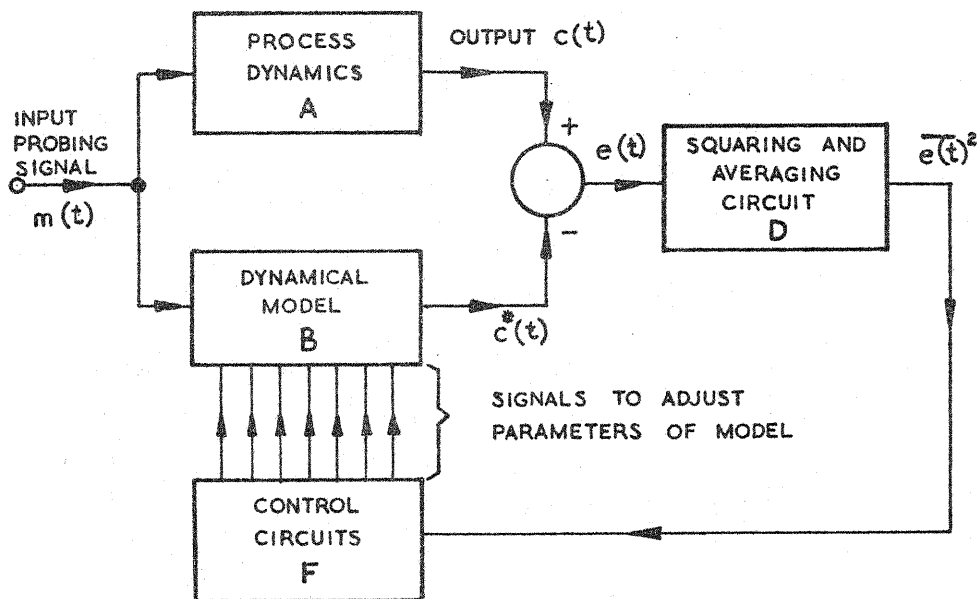 PROCESS
DYNAMICS
A
OUTPUT c(t)
INPUT
PROBING
SIGNAL
m(t)
+
e(t)
SQUARING AND
AVERAGING
CIRCUIT
D
\overline{e(t)}²
−
DYNAMICAL
MODEL
B
c*(t)
SIGNALS TO ADJUST
PARAMETERS OF MODEL
CONTROL
CIRCUITS
F